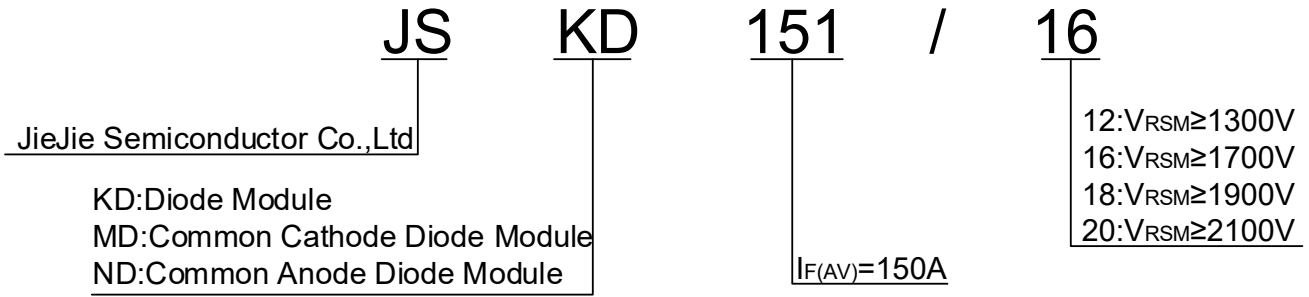 JS KD 151 / 16
JieJie Semiconductor Co.,Ltd
KD:Diode Module
MD:Common Cathode Diode Module
ND:Common Anode Diode Module
IF(AV)=150A
12:VRSM≥1300V
16:VRSM≥1700V
18:VRSM≥1900V
20:VRSM≥2100V